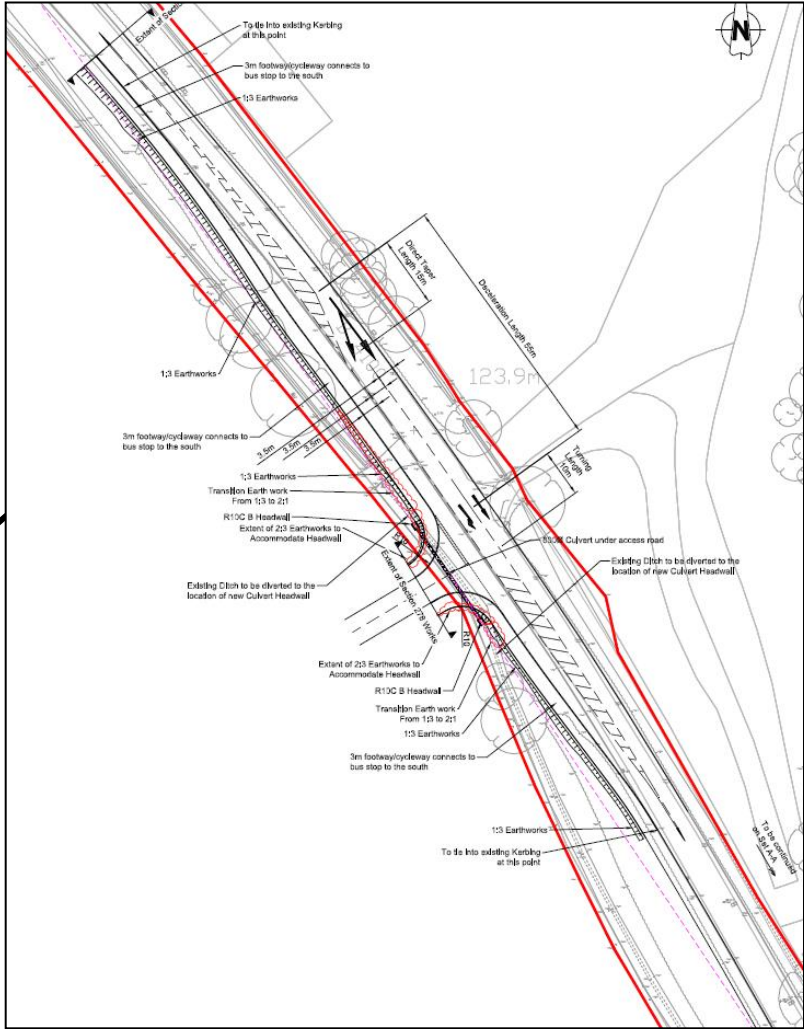 N
Extent of Section
To tie into existing Kerbing
at this point
3m footway/cycleway connects to
bus stop to the south
1:3 Earthworks
Direct Taper
Length 15m
Deceleration Length 55m
123.9m
1:3 Earthworks
3m footway/cycleway connects to
bus stop to the south
3.5m
3.5m
3.5m
Turning
Length
10m
1:3 Earthworks
Transition Earth work
From 1:3 to 2:1
R10C B Headwall
Extent of 2:3 Earthworks to
Accommodate Headwall
R10
Culvert under access road
Existing Ditch to be diverted to the
location of new Culvert Headwall
Existing Ditch to be diverted to the
location of new Culvert Headwall
Extent of Section 278 Works
R10
Extent of 2:3 Earthworks to
Accommodate Headwall
R10C B Headwall
Transition Earth work
From 1:3 to 2:1
1:3 Earthworks
3m footway/cycleway connects to
bus stop to the south
1:3 Earthworks
To tie into existing Kerbing
at this point
To be continued
on Set A-A